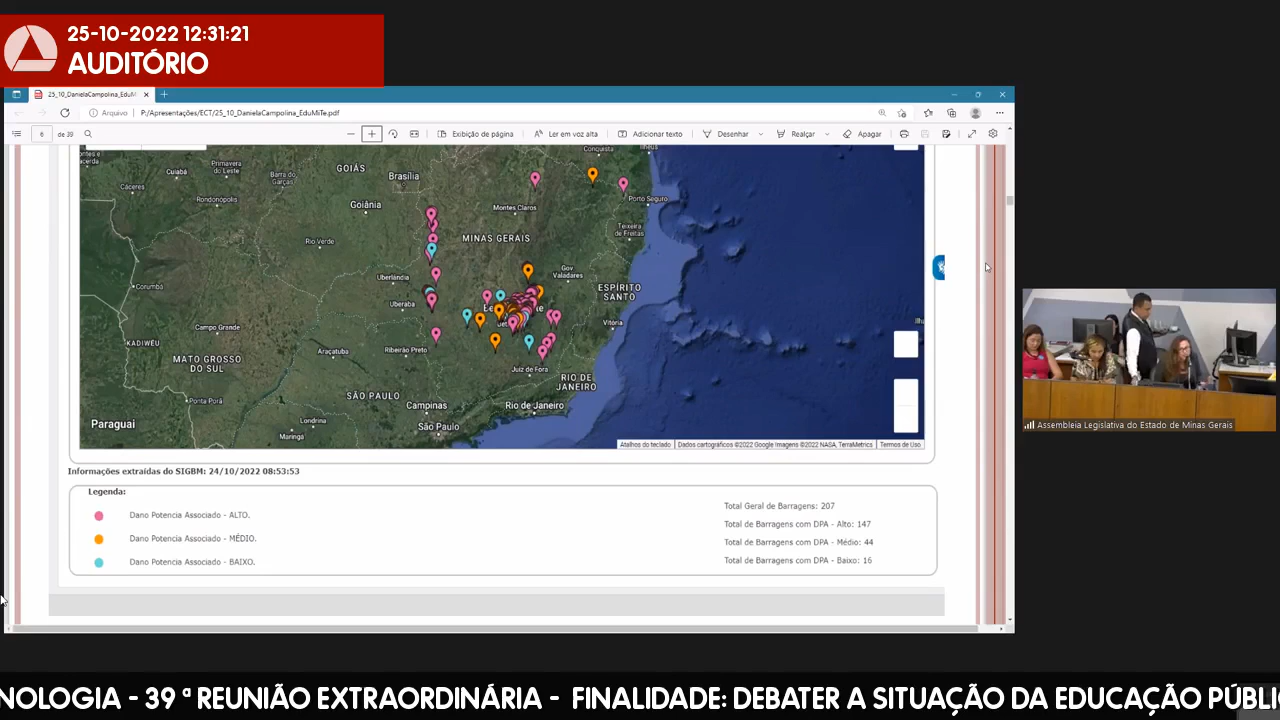 25-10-2022 12:31:21
AUDITÓRIO
25_10_DanielaCampolina_EduMi
Arquivo P:/Apresentações/ECT/25_10_DanielaCampolina_EduMiTe.pdf
6 de 39 Exibição de página Ler em voz alta Adicionar texto Desenhar Realçar Apagar
Conquista
Ilhéus
Cáceres
Cuiabá
Primavera do Leste
Rondonópolis
Barra do Garças
GOIÁS
Brasília
Goiânia
Montes Claros
Porto Seguro
Teixeira de Freitas
Rio Verde
MINAS GERAIS
Gov Valadares
Corumbá
Uberlândia
Uberaba
ESPÍRITO SANTO
Vitória
Campo Grande
KADIWÉU
MATO GROSSO DO SUL
Araçatuba
Ribeirão Preto
Juiz de Fora
RIO DE JANEIRO
Ponta Porã
SÃO PAULO
Campinas
Rio de Janeiro
Paraguai
Londrina
Maringá
São Paulo
Atalhos do teclado Dados cartográficos ©2022 Google Imagens ©2022 NASA, TerraMetrics Termos de Uso
Informações extraídas do SIGBM: 24/10/2022 08:53:53
Legenda:
Dano Potencia Associado - ALTO.
Dano Potencia Associado - MÉDIO.
Dano Potencia Associado - BAIXO.
Total Geral de Barragens: 207
Total de Barragens com DPA - Alto: 147
Total de Barragens com DPA - Médio: 44
Total de Barragens com DPA - Baixo: 16
Assembleia Legislativa do Estado de Minas Gerais
NOLOGIA - 39 ª REUNIÃO EXTRAORDINÁRIA - FINALIDADE: DEBATER A SITUAÇÃO DA EDUCAÇÃO PÚBLI